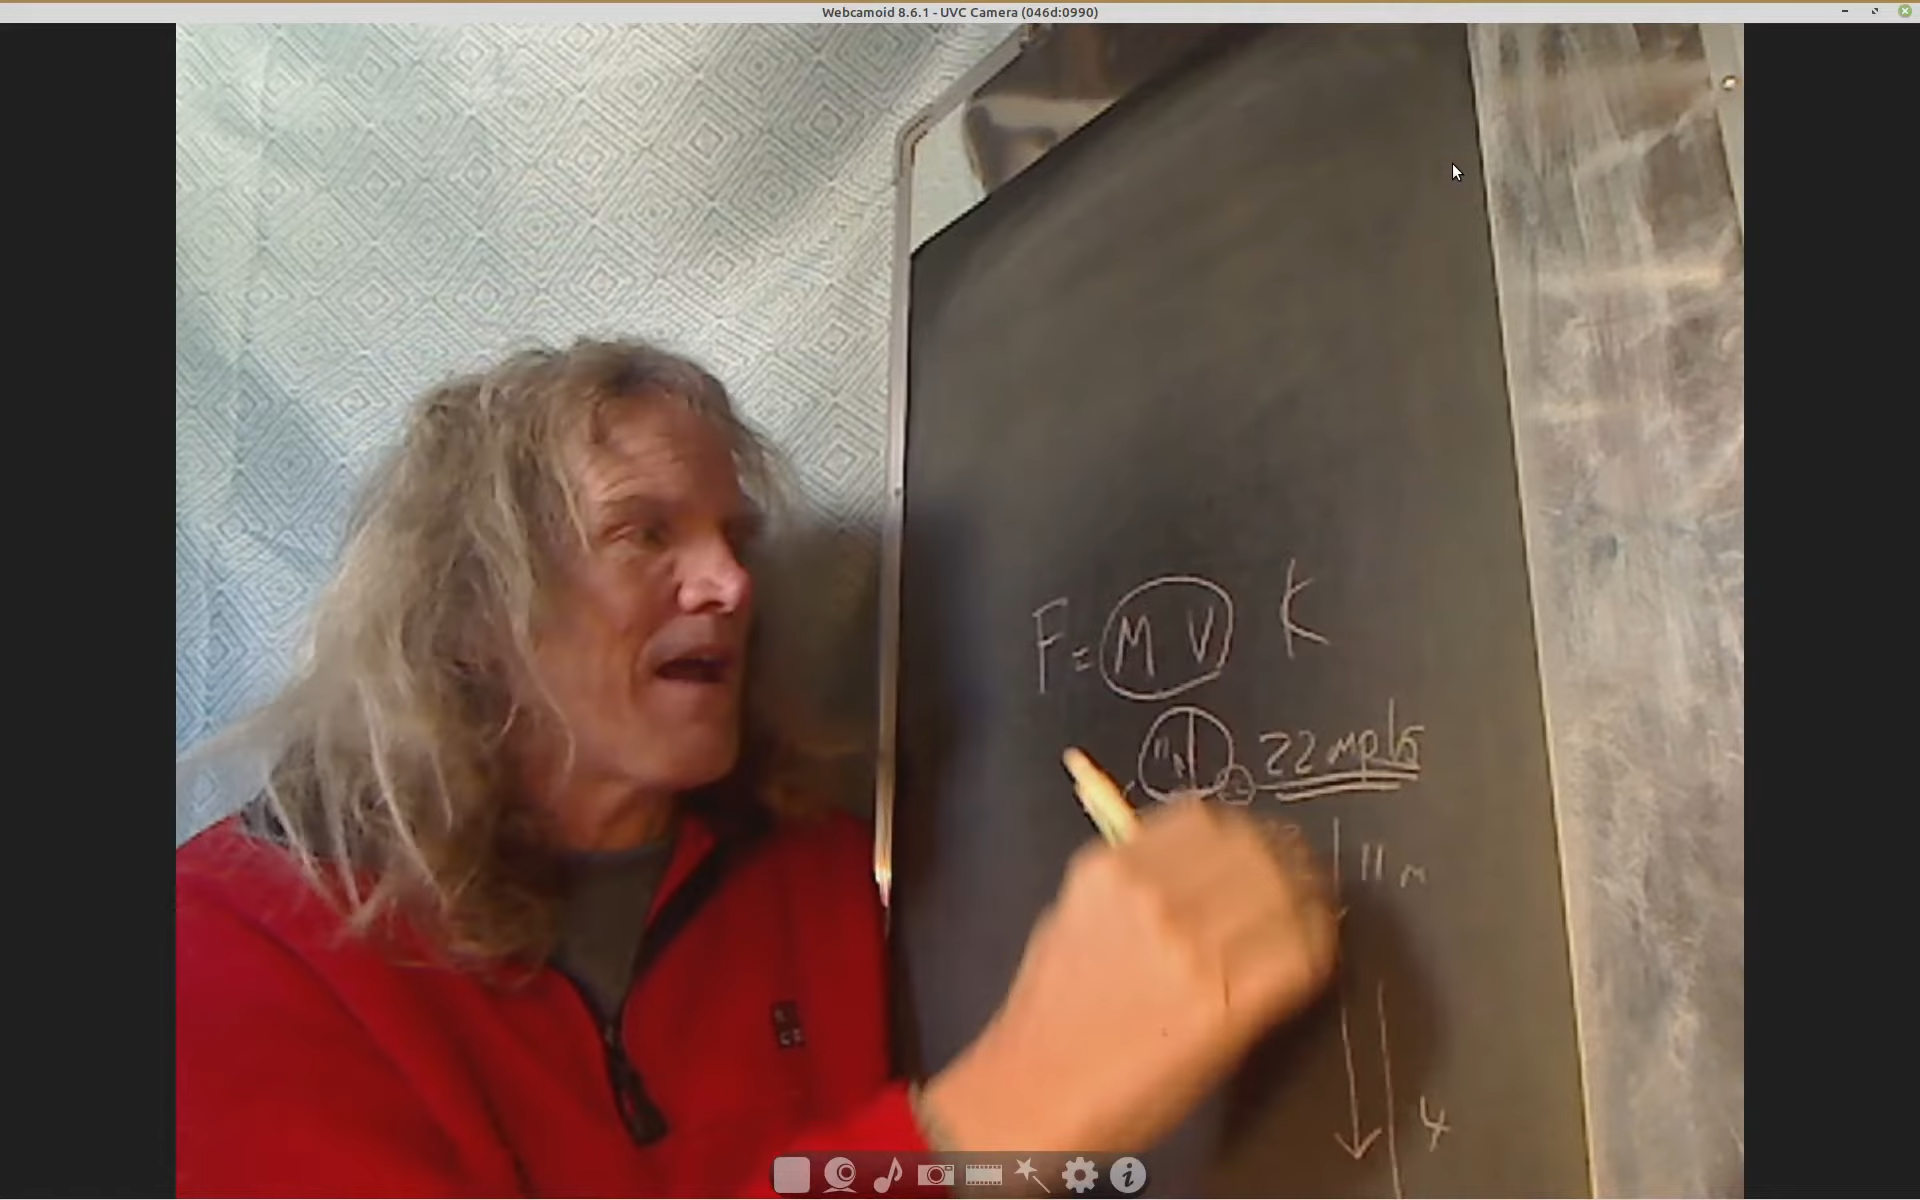 Webcamoid 8.6.1 - UVC Camera (046d:0990)
F = M V K
22 mph
11 m
4